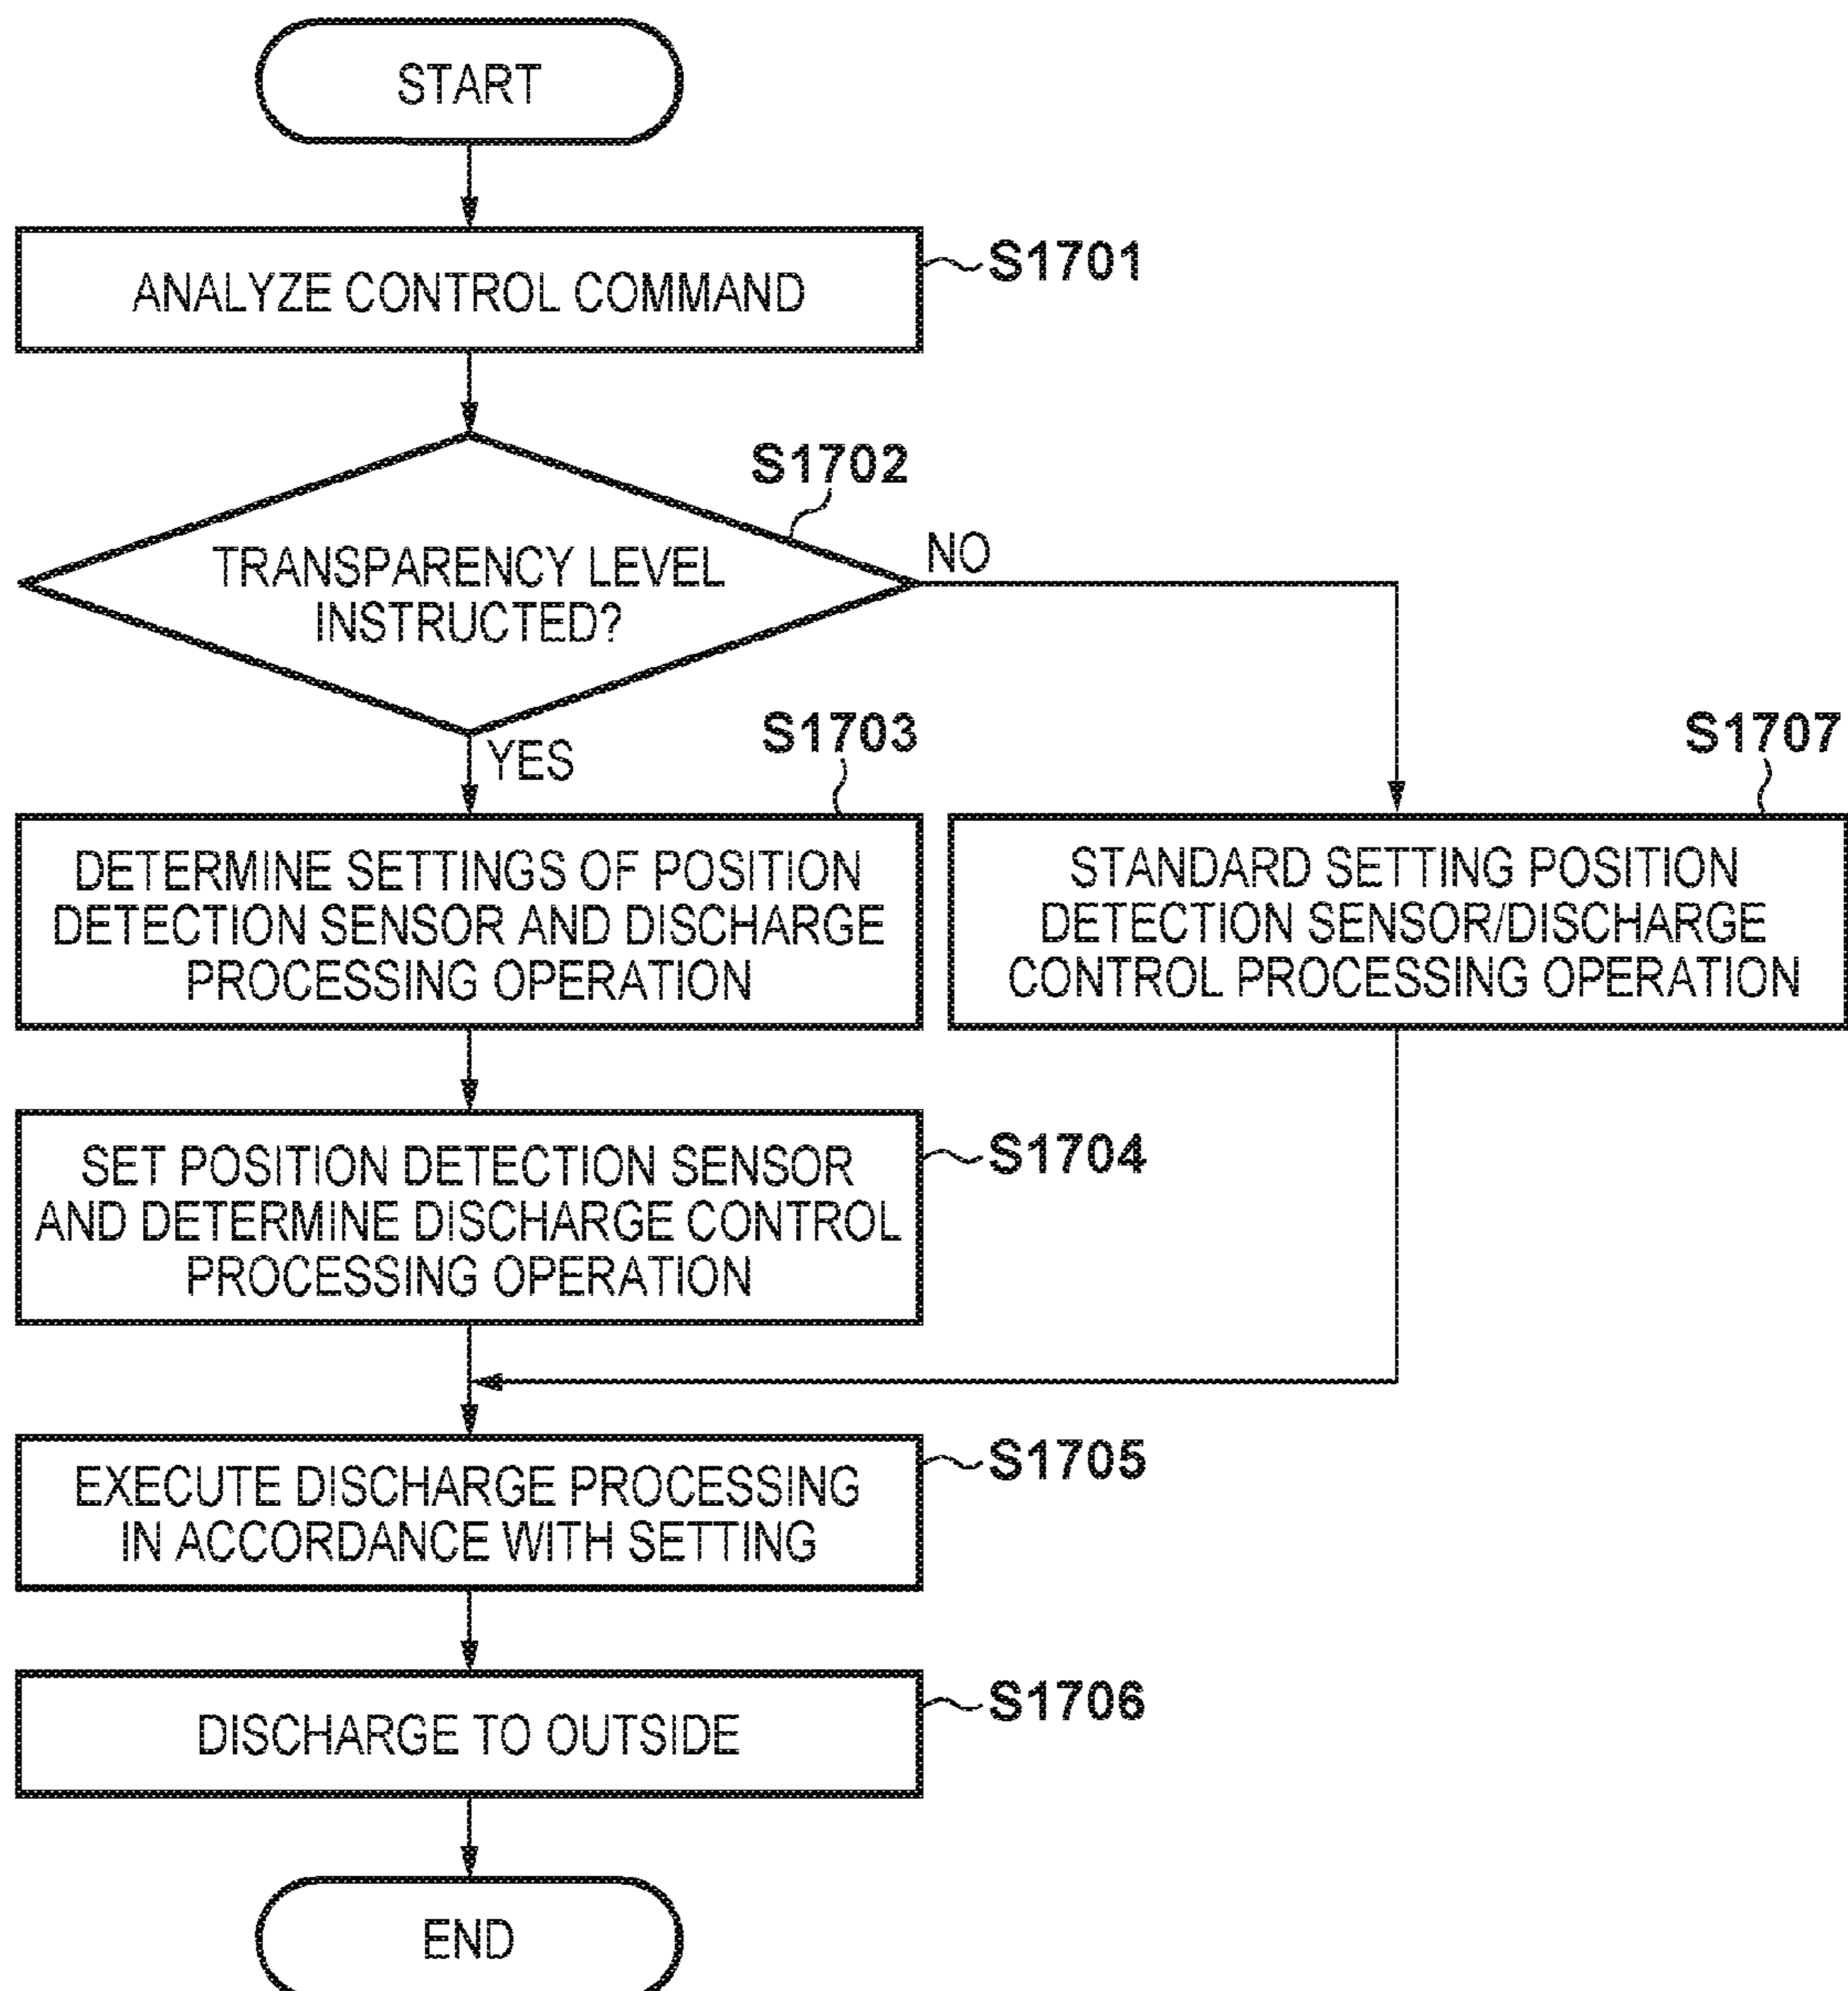 START
ANALYZE CONTROL COMMAND
S1701
S1702
TRANSPARENCY LEVEL
INSTRUCTED?
NO
YES
S1703
DETERMINE SETTINGS OF POSITION
DETECTION SENSOR AND DISCHARGE
PROCESSING OPERATION
S1707
STANDARD SETTING POSITION
DETECTION SENSOR/DISCHARGE
CONTROL PROCESSING OPERATION
SET POSITION DETECTION SENSOR
AND DETERMINE DISCHARGE CONTROL
PROCESSING OPERATION
S1704
EXECUTE DISCHARGE PROCESSING
IN ACCORDANCE WITH SETTING
S1705
DISCHARGE TO OUTSIDE
S1706
END